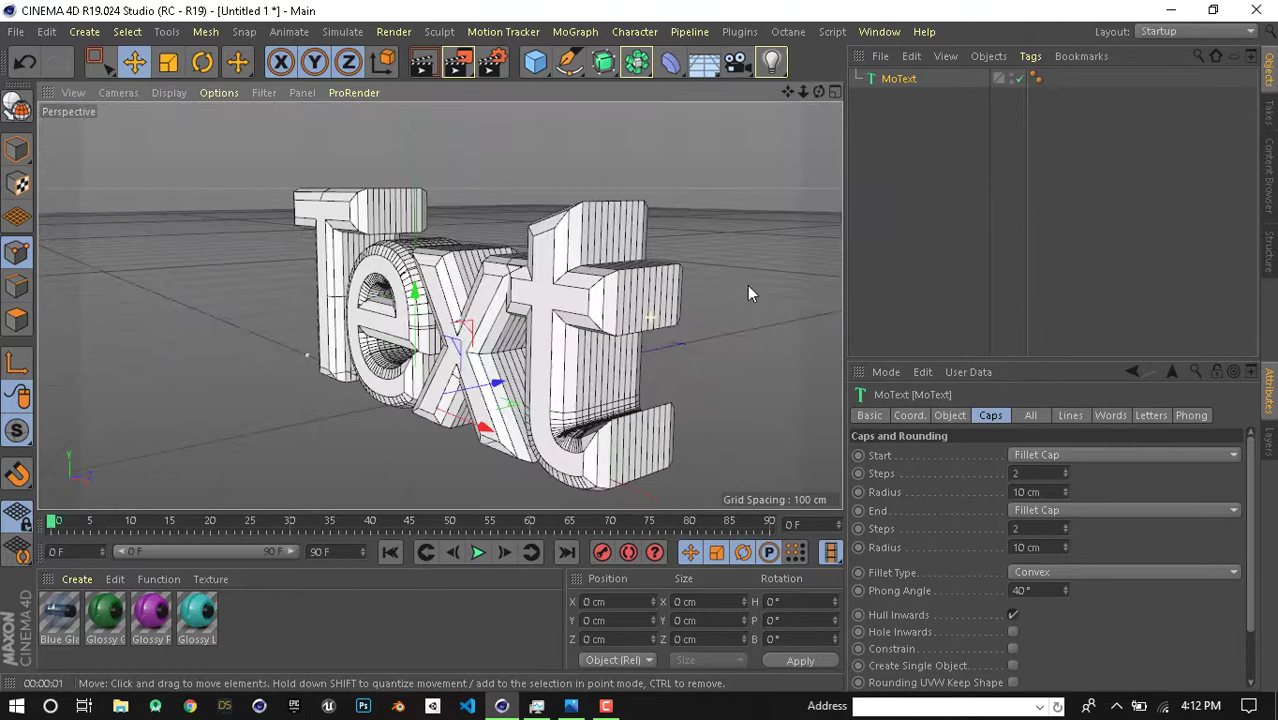 CINEMA 4D R19.024 Studio (RC - R19) - [Untitled 1 *] - Main
File Edit Create Select Tools Mesh Snap Animate Simulate Render Sculpt Motion Tracker MoGraph Character Pipeline Plugins Octane Script Window Help Layout: Startup
X Y Z
File Edit View Objects Tags Bookmarks
MoText
View Cameras Display Options Filter Panel ProRender
Perspective
Text
Y
Z
Grid Spacing : 100 cm
Objects
Takes
Content Browser
Structure
Mode Edit User Data
MoText [MoText]
Basic Coord. Object Caps All Lines Words Letters Phong
Caps and Rounding
Start Fillet Cap
Steps 2
Radius 10 cm
End Fillet Cap
Steps 2
Radius 10 cm
Fillet Type. Convex
Phong Angle 40°
Hull Inwards
Hole Inwards
Constrain
Create Single Object.
Rounding UVW Keep Shape
Attributes
Layers
0 5 10 15 20 25 30 35 40 45 50 55 60 65 70 75 80 85 90 0 F
0 F 0 F 90 F 90 F
Create Edit Function Texture
Blue Gla Glossy G Glossy F Glossy L
Position Size Rotation
X 0 cm X 0 cm H 0°
Y 0 cm Y 0 cm P 0°
Z 0 cm Z 0 cm B 0°
Object (Rel) Size Apply
MAXON CINEMA 4D
00:00:01 Move: Click and drag to move elements. Hold down SHIFT to quantize movement / add to the selection in point mode, CTRL to remove.
Address 4:12 PM